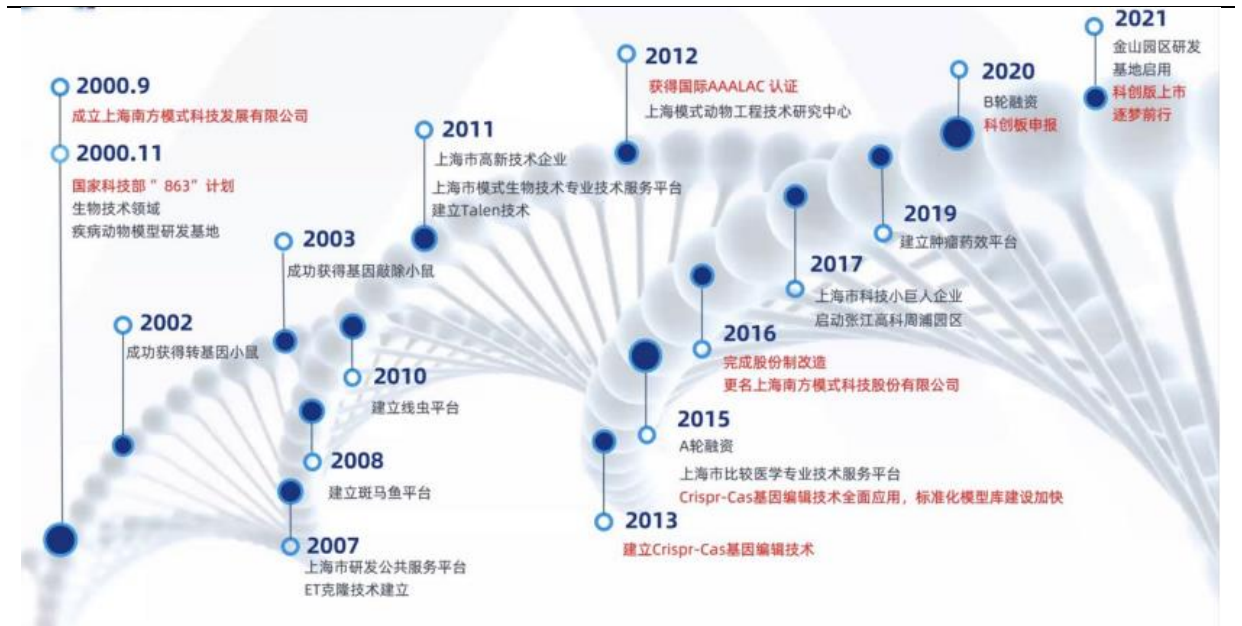 2000.9
成立上海南方模式科技发展有限公司
2000.11
国家科技部 ”863”计划
生物技术领域
疾病动物模型研发基地
2002
成功获得转基因小鼠
2003
成功获得基因敲除小鼠
2007
上海市研发公共服务平台
ET克隆技术建立
2008
建立斑马鱼平台
2010
建立线虫平台
2011
上海市高新技术企业
上海市模式生物技术专业技术服务平台
建立Talen技术
2012
获得国际AAALAC 认证
上海模式动物工程技术研究中心
2013
建立Crispr-Cas基因编辑技术
2015
A轮融资
上海市比较医学专业技术服务平台
Crispr-Cas基因编辑技术全面应用，标准化模型库建设加快
2016
完成股份制改造
更名上海南方模式科技股份有限公司
2017
上海市科技小巨人企业
启动张江高科周浦园区
2019
建立肿瘤药效平台
2020
B轮融资
科创板申报
2021
金山园区研发
基地启用
科创版上市
逐梦前行